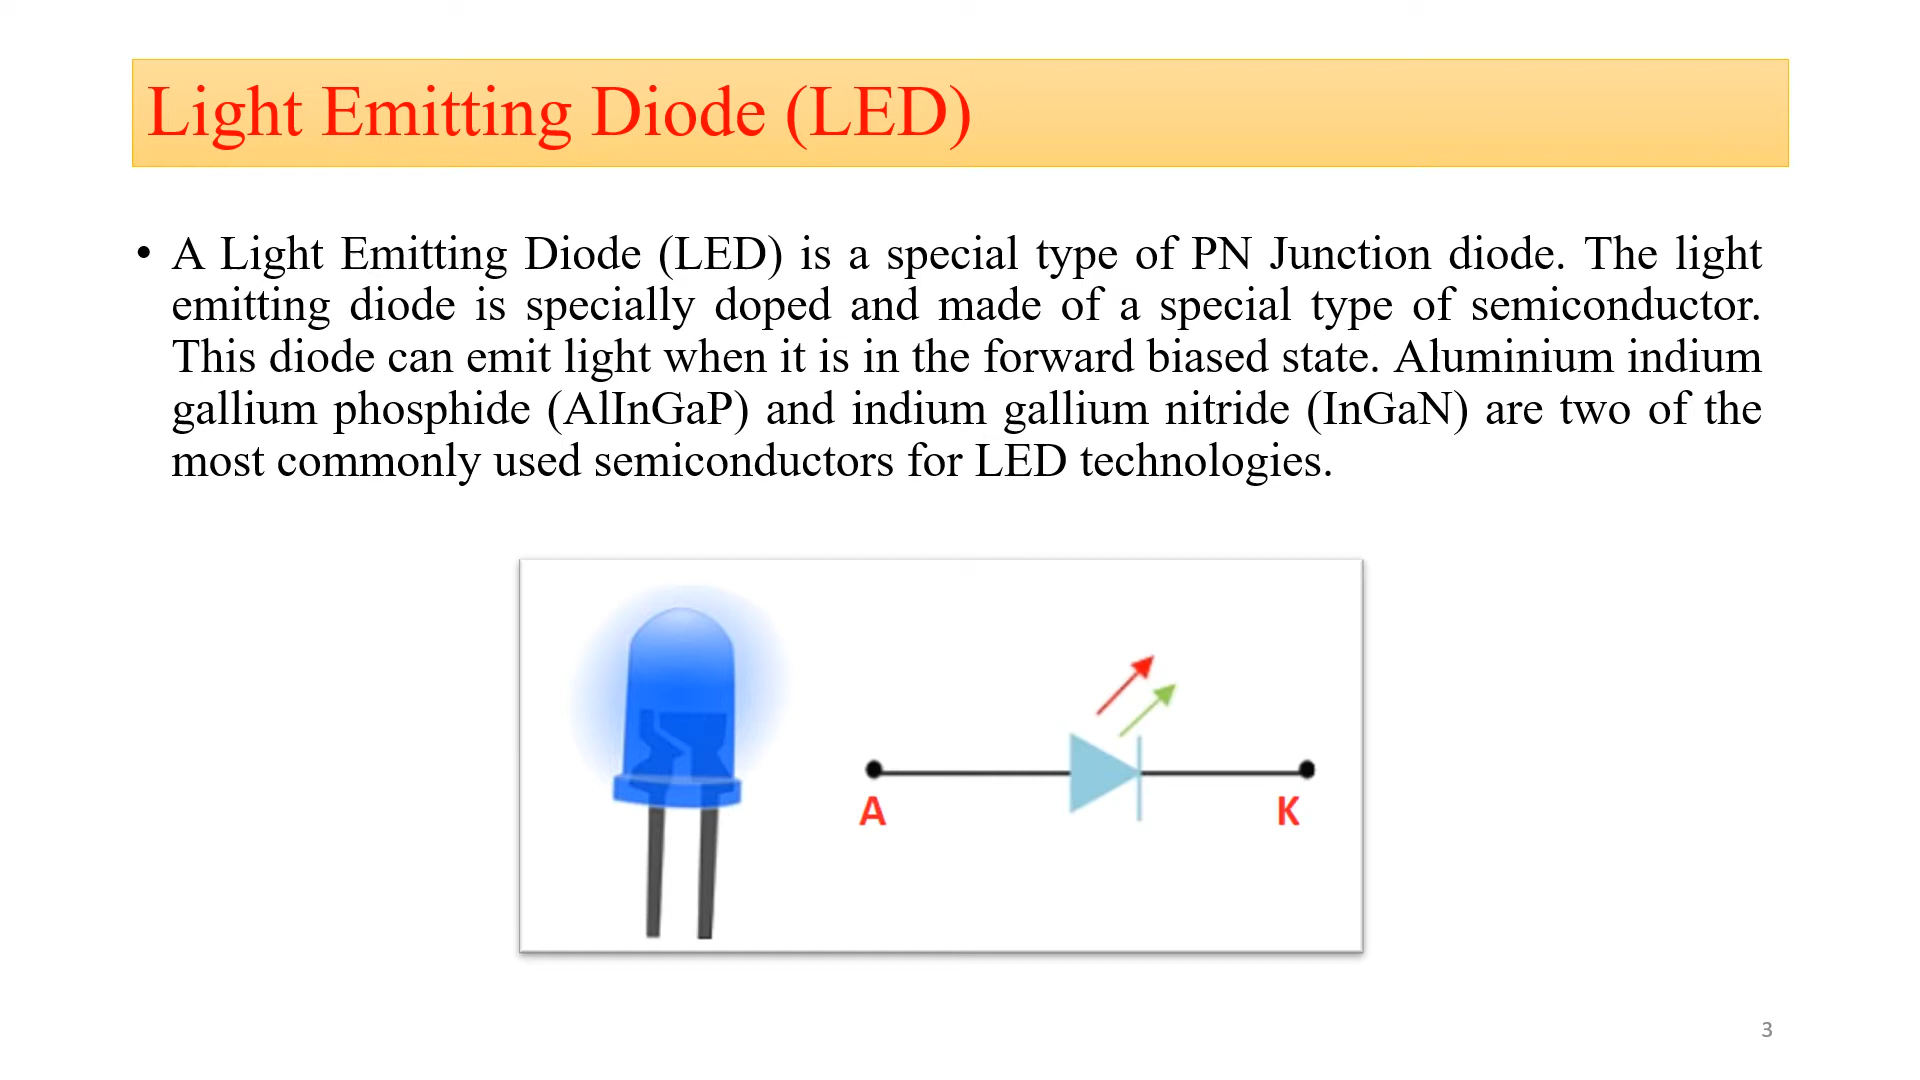 Light Emitting Diode (LED)
• A Light Emitting Diode (LED) is a special type of PN Junction diode. The light
emitting diode is specially doped and made of a special type of semiconductor.
This diode can emit light when it is in the forward biased state. Aluminium indium
gallium phosphide (AlInGaP) and indium gallium nitride (InGaN) are two of the
most commonly used semiconductors for LED technologies.
A K
3